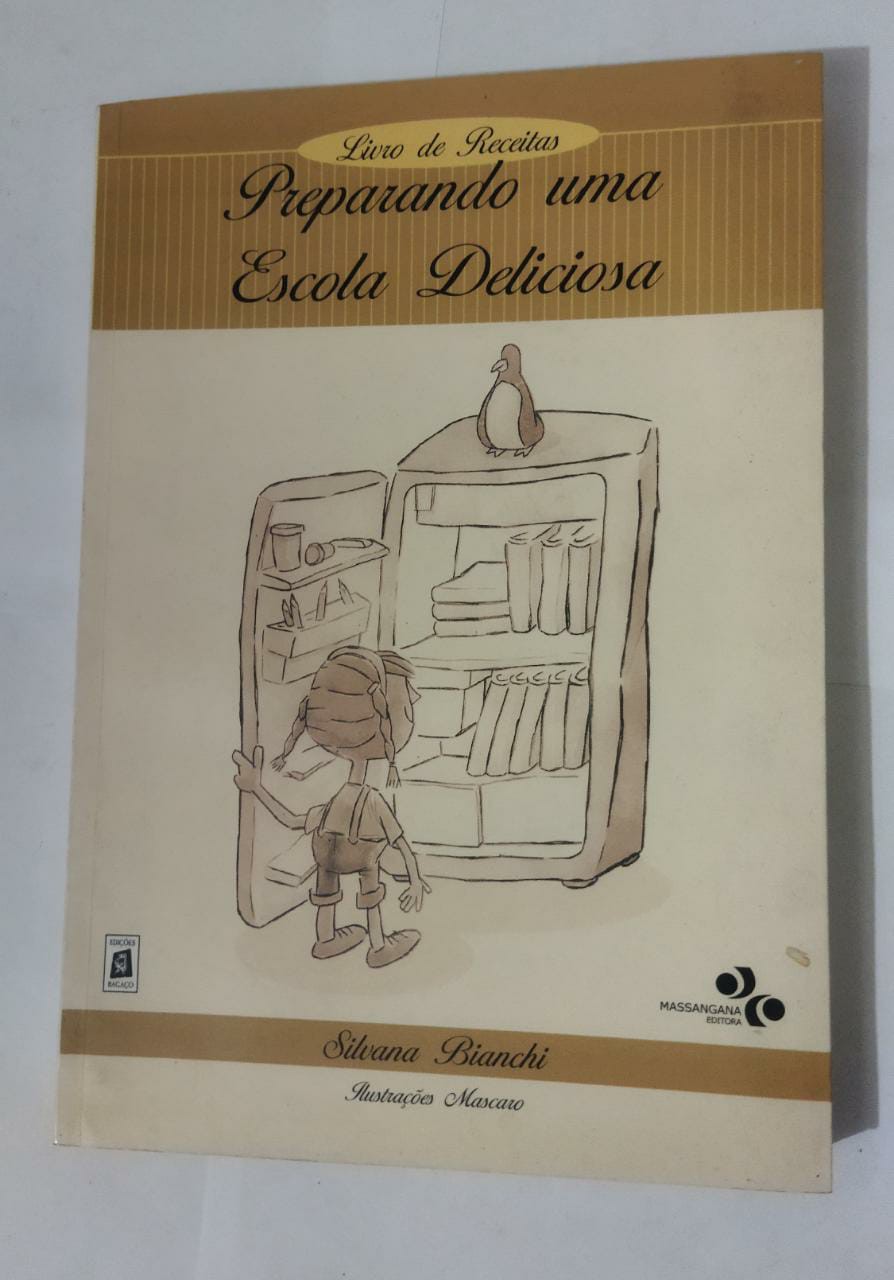 Livro de Receitas
Preparando uma
Escola Deliciosa
EDIÇÕES
BAGAÇO
MASSANGANA
EDITORA
Silvana Bianchi
Ilustrações Mascaro